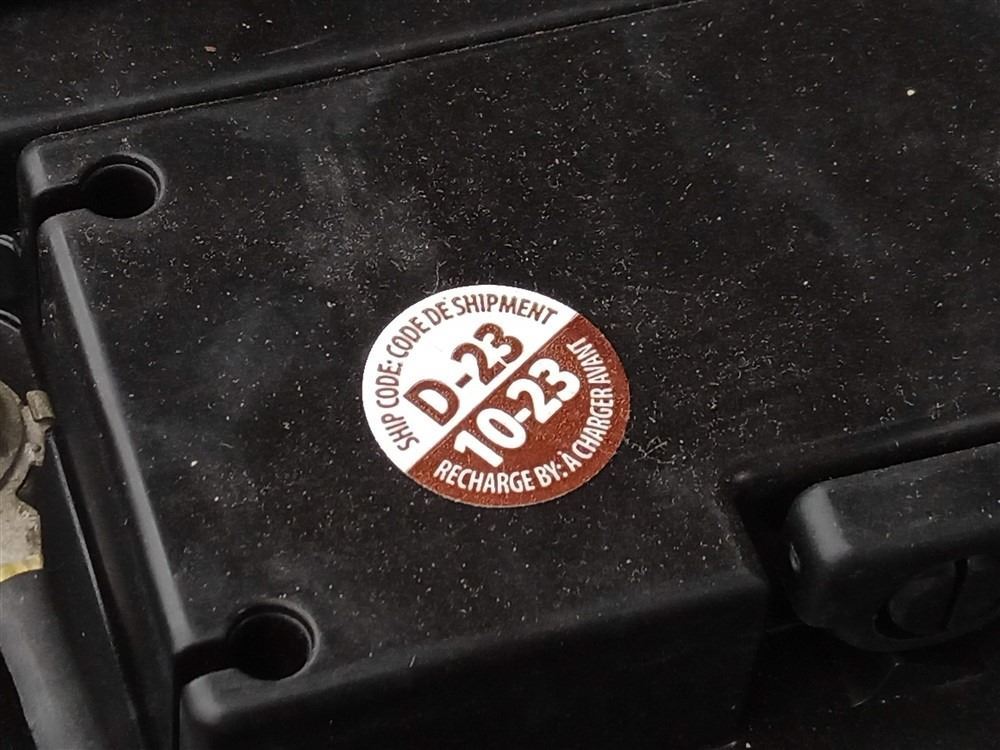 SHIP CODE: CODE DE SHIPMENT
D-23
10-23
RECHARGE BY: À CHARGER AVANT